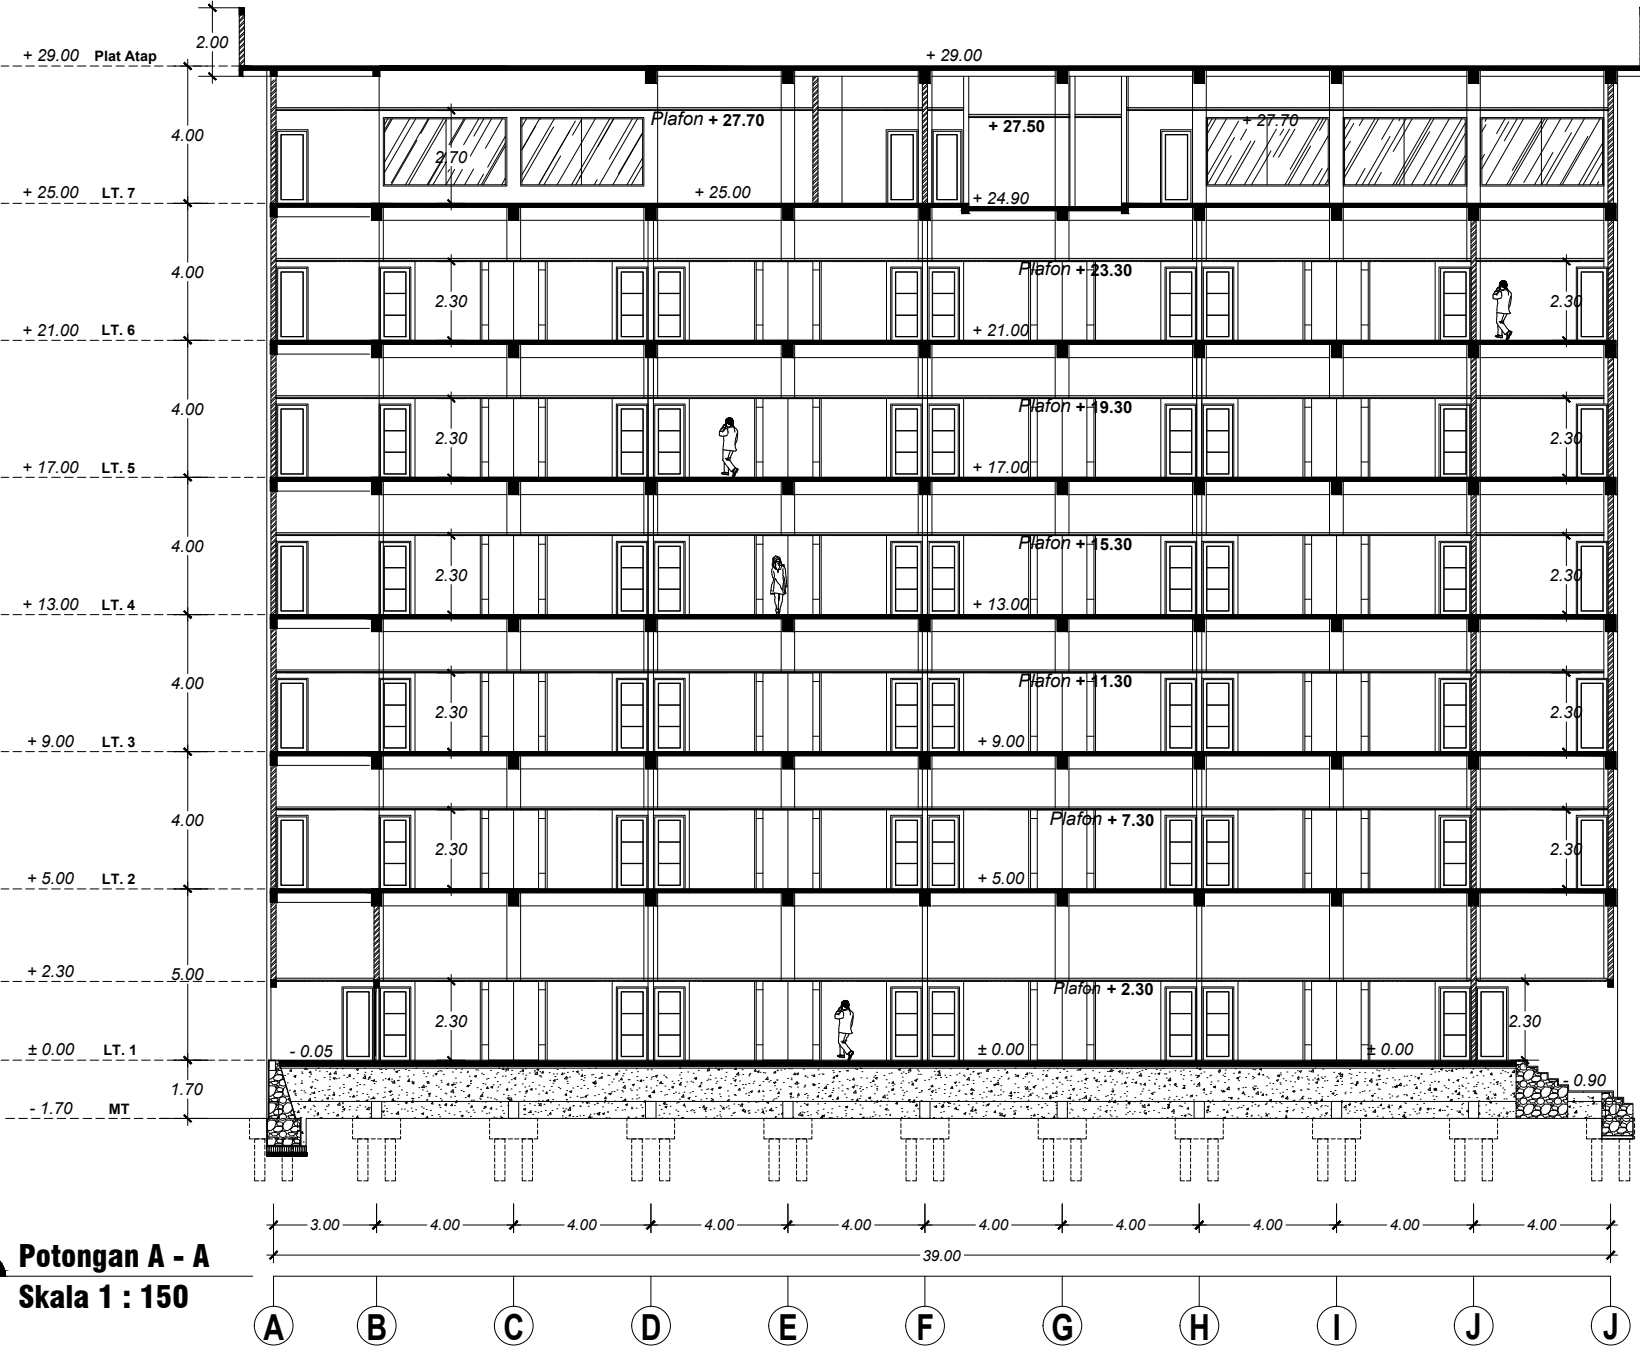 2.00
+ 29.00 Plat Atap + 29.00
4.00 Plafon + 27.70 + 27.50 + 27.70
2.70
+ 25.00 LT. 7 + 25.00 + 24.90
4.00 Plafon + 23.30
2.30 2.30
+ 21.00 LT. 6 + 21.00
4.00 Plafon + 19.30
2.30 2.30
+ 17.00 LT. 5 + 17.00
4.00 Plafon + 15.30
2.30 2.30
+ 13.00 LT. 4 + 13.00
4.00 Plafon + 11.30
2.30 2.30
+ 9.00 LT. 3 + 9.00
4.00 Plafon + 7.30
2.30 2.30
+ 5.00 LT. 2 + 5.00
+ 2.30 5.00 Plafon + 2.30
2.30 2.30
± 0.00 LT. 1 - 0.05 ± 0.00 ± 0.00
1.70 - 0.90
- 1.70 MT
3.00 4.00 4.00 4.00 4.00 4.00 4.00 4.00 4.00 4.00
39.00
Potongan A - A
Skala 1 : 150
A B C D E F G H I J J